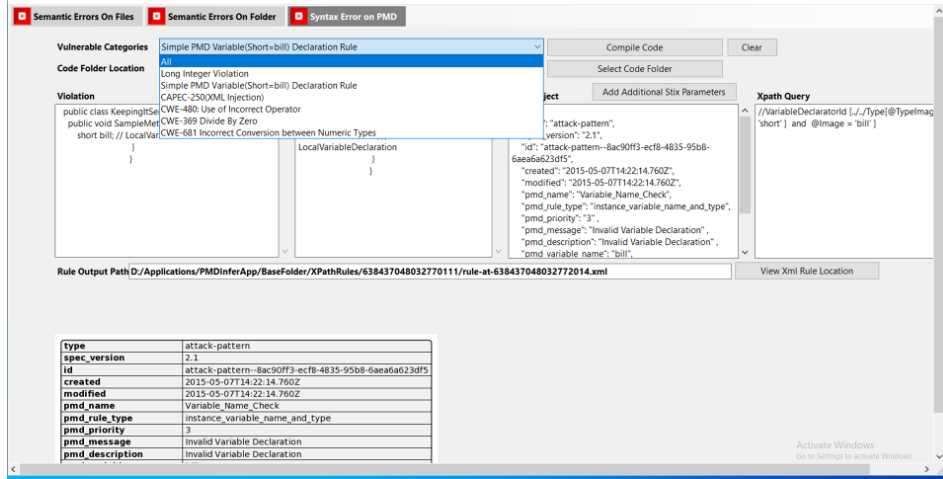 Semantic Errors On Files
Semantic Errors On Folder
Syntax Error on PMD
Vulnerable Categories
Simple PMD Variable(Short=bill) Declaration Rule
Compile Code
Clear
All
Code Folder Location
Long Integer Violation
Select Code Folder
Simple PMD Variable(Short=bill) Declaration Rule
Add Additional Stix Parameters
Violation
CAPEC-250(XML Injection)
ject
Xpath Query
public class KeepingItSe
CWE-480: Use of Incorrect Operator
//VariableDeclaratorId [../../Type[@TypeImag
public void SampleMet
CWE-369 Divide By Zero
": "attack-pattern",
'short' ] and @Image = 'bill' ]
short bill; // LocalVar
CWE-681 Incorrect Conversion between Numeric Types
_version": "2.1",
}
LocalVariableDeclaration
"id": "attack-pattern--8ac90ff3-ecf8-4835-95b8-
}
}
6aea6a623df5",
}
"created": "2015-05-07T14:22:14.760Z",
"modified": "2015-05-07T14:22:14.760Z",
"pmd_name": "Variable_Name_Check",
"pmd_rule_type": "instance_variable_name_and_type",
"pmd_priority": "3" ,
"pmd_message": "Invalid Variable Declaration" ,
"pmd_description": "Invalid Variable Declaration" ,
"pmd variable name": "bill",
Rule Output Path
D:/Applications/PMDInferApp/BaseFolder/XPathRules/638437048032770111/rule-at-638437048032772014.xml
View Xml Rule Location
type attack-pattern
spec_version 2.1
id attack-pattern--8ac90ff3-ecf8-4835-95b8-6aea6a623df5
created 2015-05-07T14:22:14.760Z
modified 2015-05-07T14:22:14.760Z
pmd_name Variable_Name_Check
pmd_rule_type instance_variable_name_and_type
pmd_priority 3
pmd_message Invalid Variable Declaration
pmd_description Invalid Variable Declaration
Activate Windows
Go to Settings to activate Windows.